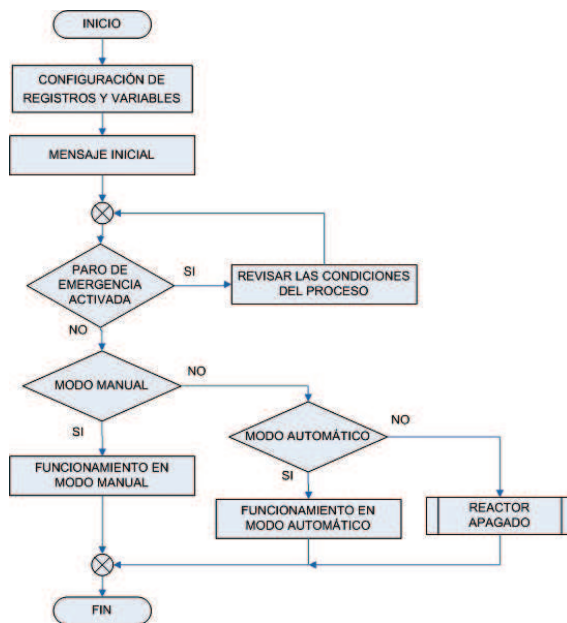 INICIO
CONFIGURACIÓN DE
REGISTROS Y VARIABLES
MENSAJE INICIAL
PARO DE
EMERGENCIA
ACTIVADA
SI
REVISAR LAS CONDICIONES
DEL PROCESO
NO
MODO MANUAL
NO
SI
MODO AUTOMÁTICO
NO
SI
FUNCIONAMIENTO EN
MODO MANUAL
FUNCIONAMIENTO EN
MODO AUTOMÁTICO
REACTOR
APAGADO
FIN